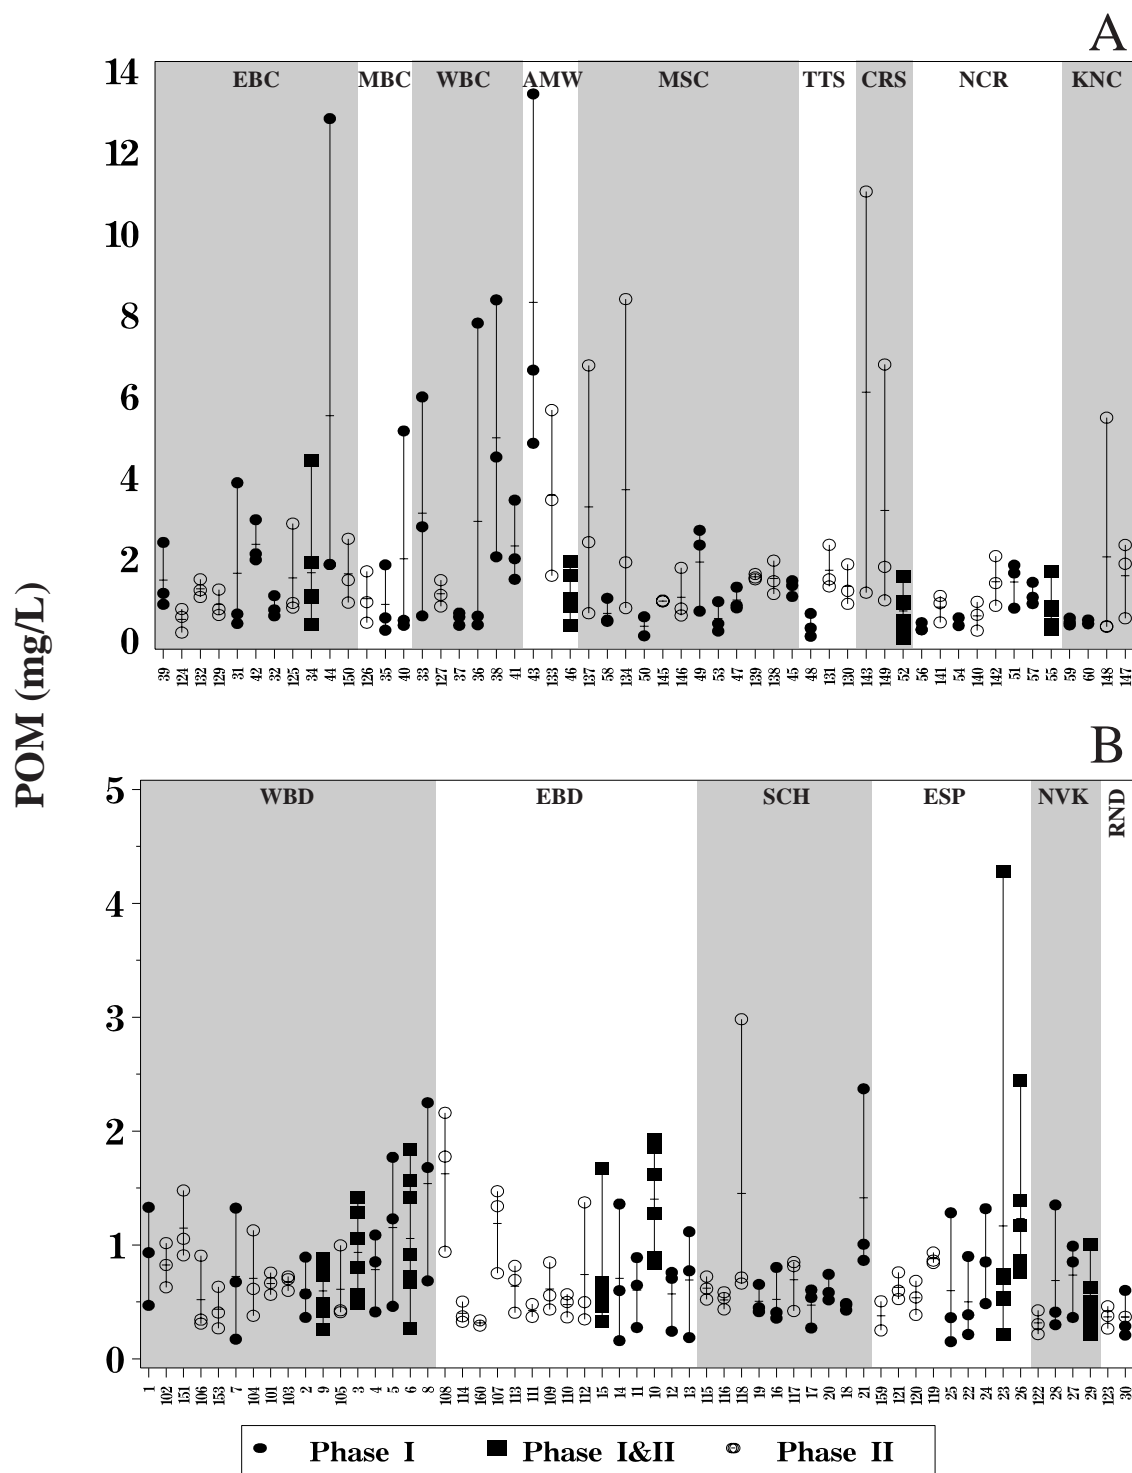 A
EBC MBC WBC AMW MSC TTS CRS NCR KNC
14
12
10
8
6
4
2
0
39 124 132 129 31 42 32 125 34 44 150 126 35 40 33 127 37 36 38 41 43 133 46 137 58 134 50 145 146 49 53 47 139 138 45 48 131 130 143 149 52 56 141 54 140 142 51 57 55 59 60 148 147
POM (mg/L)
B
WBD EBD SCH ESP NVK RND
5
4
3
2
1
0
1 102 151 106 153 7 104 101 103 2 9 105 3 4 5 6 8 108 114 160 107 113 111 109 110 112 15 14 11 10 12 13 115 116 118 19 16 117 17 20 18 21 159 121 120 119 25 22 24 23 26 122 28 27 29 123 30
Phase I Phase I&II Phase II